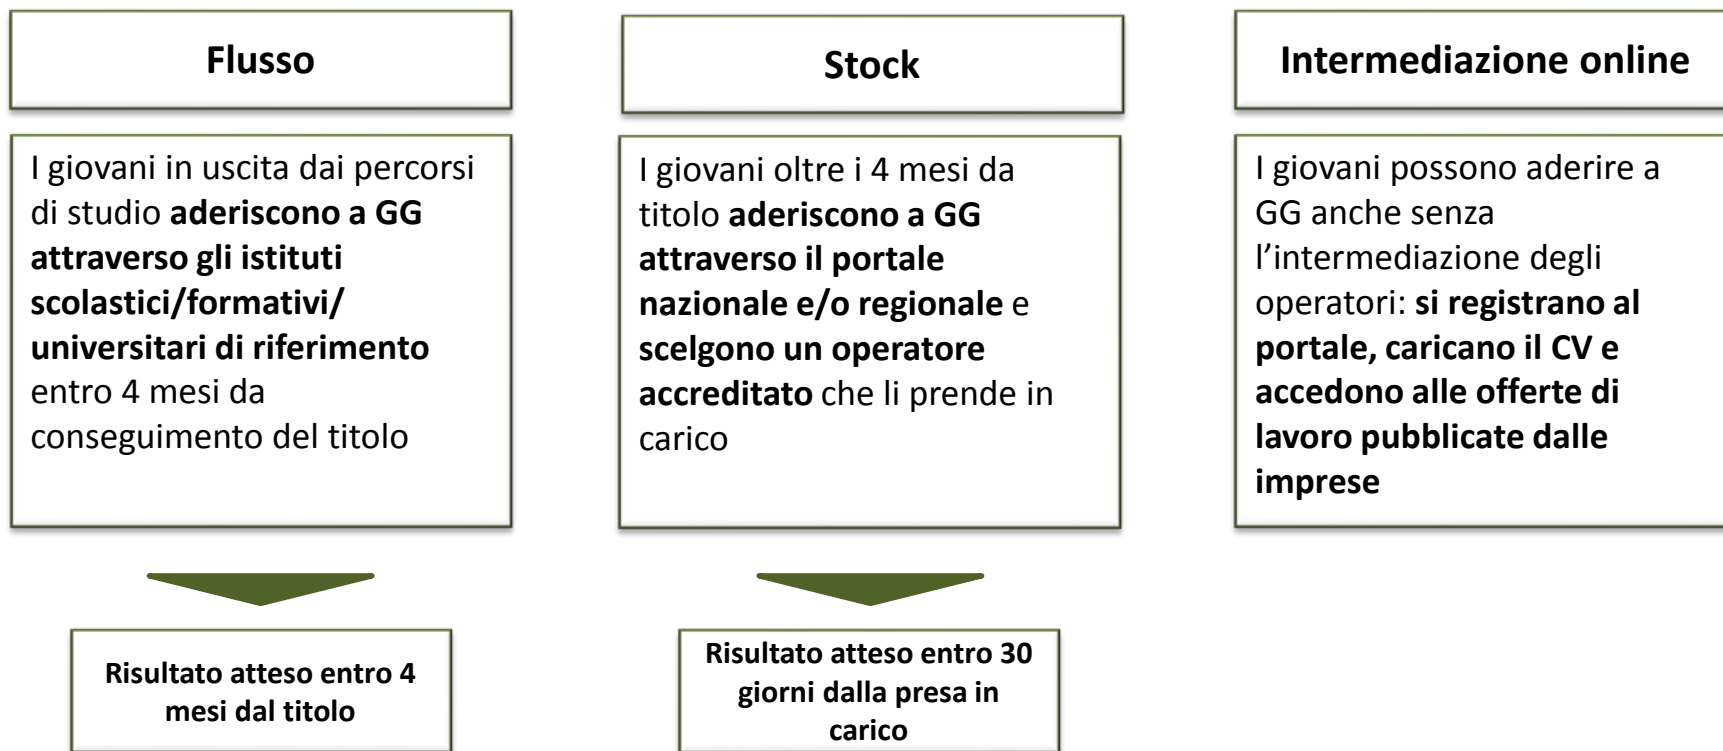 Flusso
I giovani in uscita dai percorsi
di studio aderiscono a GG
attraverso gli istituti
scolastici/formativi/
universitari di riferimento
entro 4 mesi da
conseguimento del titolo
Risultato atteso entro 4
mesi dal titolo
Stock
I giovani oltre i 4 mesi da
titolo aderiscono a GG
attraverso il portale
nazionale e/o regionale e
scelgono un operatore
accreditato che li prende in
carico
Risultato atteso entro 30
giorni dalla presa in
carico
Intermediazione online
I giovani possono aderire a
GG anche senza
l’intermediazione degli
operatori: si registrano al
portale, caricano il CV e
accedono alle offerte di
lavoro pubblicate dalle
imprese